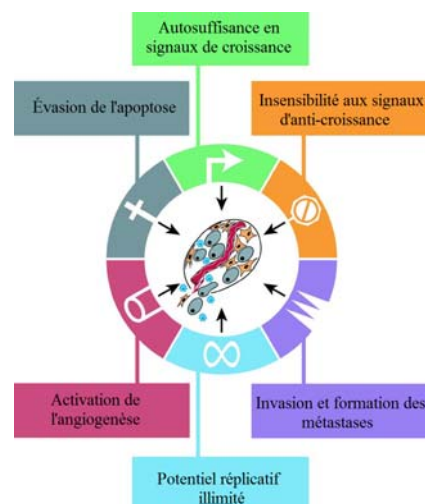 Autosuffisance en
signaux de croissance
Évasion de l'apoptose
Insensibilité aux signaux
d'anti-croissance
Activation de
l'angiogenèse
Invasion et formation des
métastases
Potentiel réplicatif
illimité